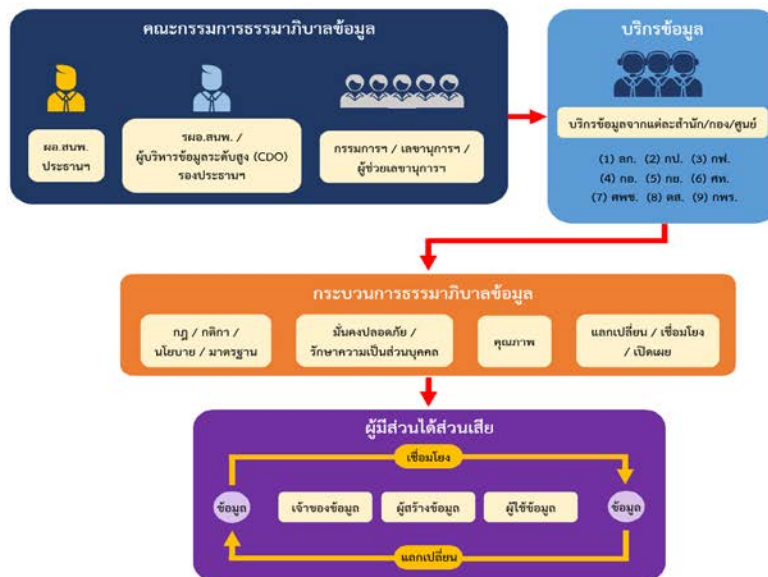 คณะกรรมการธรรมาภิบาลข้อมูล
ผอ.สนพ.
ประธานฯ
รผอ.สนพ. /
ผู้บริหารข้อมูลระดับสูง (CDO)
รองประธานฯ
กรรมการฯ / เลขานุการฯ /
ผู้ช่วยเลขานุการฯ
บริกรข้อมูล
บริกรข้อมูลจากแต่ละสำนัก/กอง/ศูนย์
(1) ลก. (2) กป. (3) กฟ.
(4) กอ. (5) กย. (6) ศท.
(7) ศพช. (8) ตส. (9) กพร.
กระบวนการธรรมาภิบาลข้อมูล
กฎ / กติกา /
นโยบาย / มาตรฐาน
มั่นคงปลอดภัย /
รักษาความเป็นส่วนบุคคล
คุณภาพ
แลกเปลี่ยน / เชื่อมโยง
/ เปิดเผย
ผู้มีส่วนได้ส่วนเสีย
เชื่อมโยง
ข้อมูล
เจ้าของข้อมูล
ผู้สร้างข้อมูล
ผู้ใช้ข้อมูล
ข้อมูล
แลกเปลี่ยน